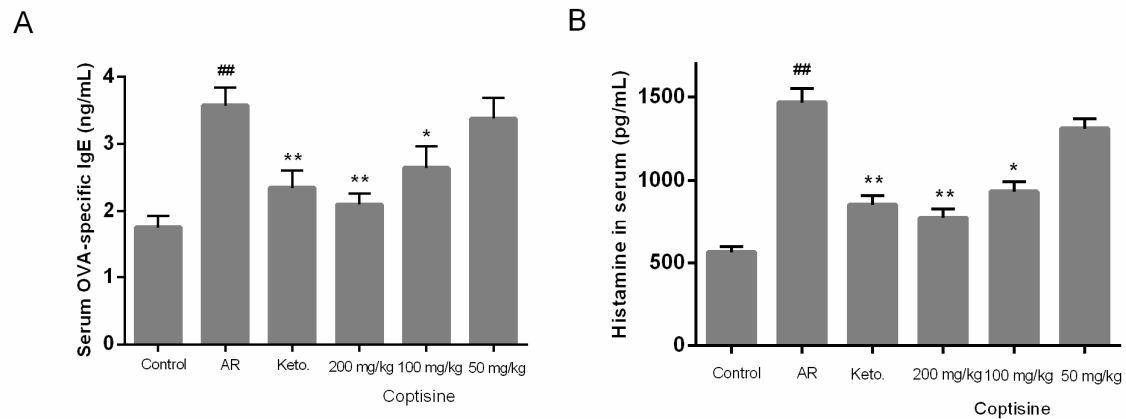 A
Serum OVA-specific IgE (ng/mL)
4
3
2
1
0
##
**
**
*
Control AR Keto. 200 mg/kg 100 mg/kg 50 mg/kg
Coptisine
B
Histamine in serum (pg/mL)
1500
1000
500
0
##
**
**
*
Control AR Keto. 200 mg/kg 100 mg/kg 50 mg/kg
Coptisine